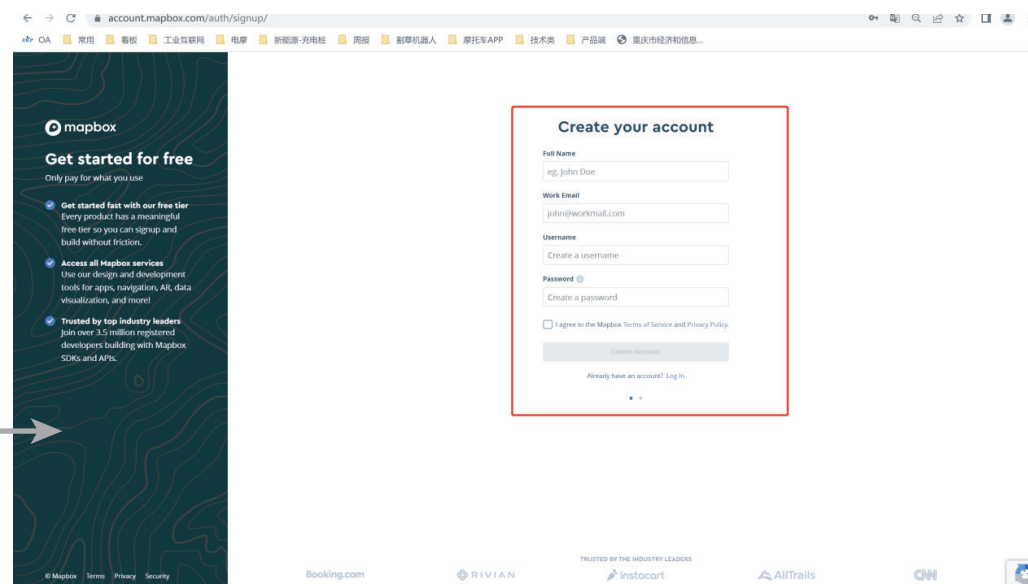 account.mapbox.com/auth/signup/
OA 常用 看板 工业互联网 电摩 新能源-充电桩 周报 割草机器人 摩托车APP 技术类 产品端 重庆市经济和信息...
mapbox
Get started for free
Only pay for what you use
Get started fast with our free tier
Every product has a meaningful
free tier so you can signup and
build without friction.
Access all Mapbox services
Use our design and development
tools for apps, navigation, AR, data
visualization, and more!
Trusted by top industry leaders
Join over 3.5 million registered
developers building with Mapbox
SDKs and APIs.
© Mapbox Terms Privacy Security
Create your account
Full Name
eg. John Doe
Work Email
john@workmail.com
Username
Create a username
Password
Create a password
I agree to the Mapbox Terms of Service and Privacy Policy.
Create Account
Already have an account? Log In
TRUSTED BY THE INDUSTRY LEADERS
Booking.com RIVIAN instacart AllTrails CNN